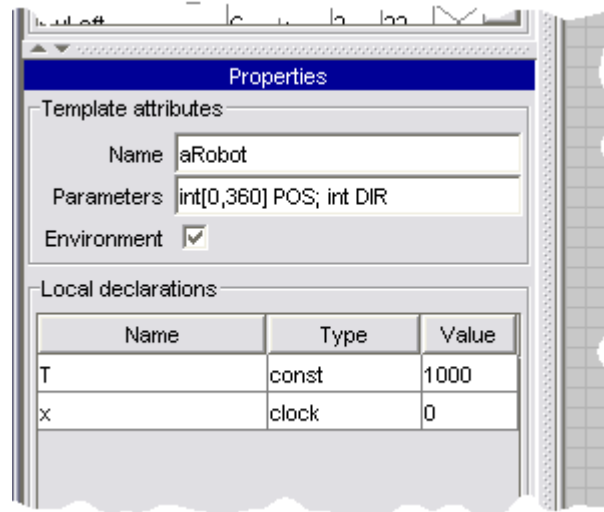 Properties
Template attributes
Name aRobot
Parameters int[0,360] POS; int DIR
Environment
Local declarations
Name Type Value
T const 1000
x clock 0